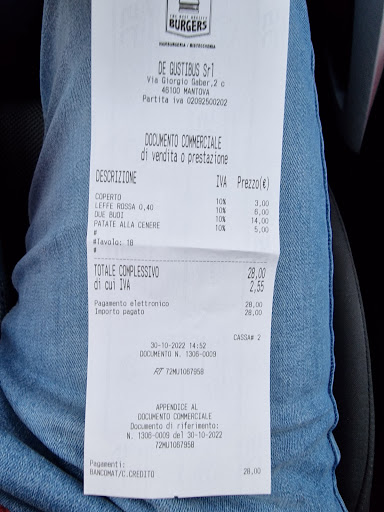 BURGERS
HAMBURGERIA - BISTECCHERIA
DE GUSTIBUS Srl
Via Giorgio Gaber,2 c
46100 MANTOVA
Partita iva 02092500202
DOCUMENTO COMMERCIALE
di vendita o prestazione
DESCRIZIONE IVA Prezzo(€)
COPERTO 10% 3,00
LEFFE ROSSA 0,40 10% 6,00
DUE BUOI 10% 14,00
PATATE ALLA CENERE 10% 5,00
#
#Tavolo: 18
#
TOTALE COMPLESSIVO 28,00
di cui IVA 2,55
Pagamento elettronico 28,00
Importo pagato 28,00
CASSA# 2
30-10-2022 14:52
DOCUMENTO N. 1306-0009
RT 72MU1067958
APPENDICE AL
DOCUMENTO COMMERCIALE
Documento di riferimento:
N. 1306-0009 del 30-10-2022
72MU1067958
Pagamenti:
BANCOMAT/C.CREDITO 28,00